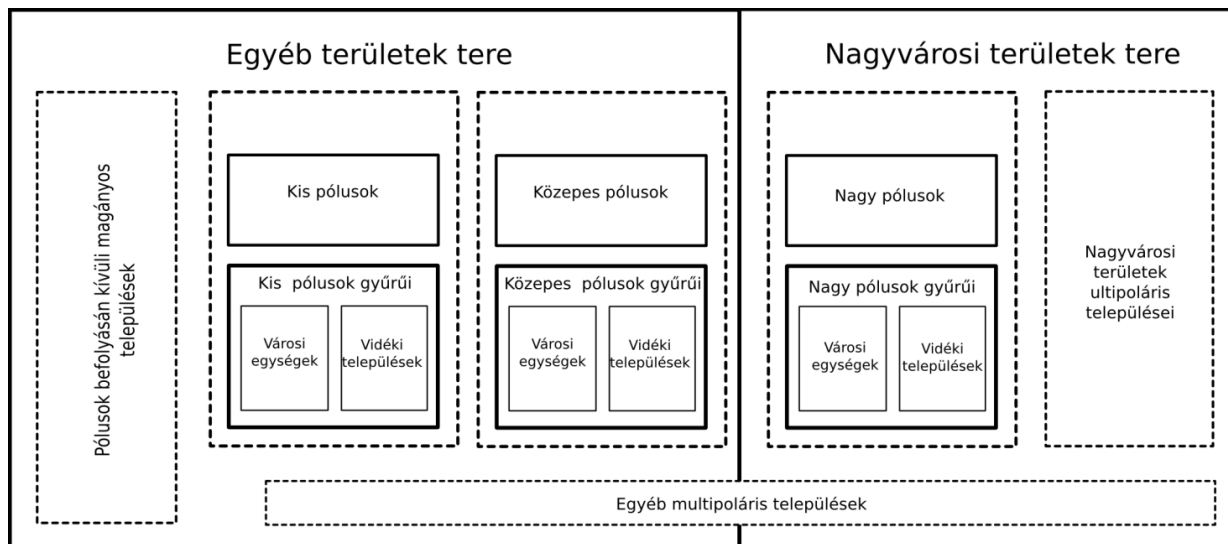 Egyéb területek tere
Nagyvárosi területek tere
Pólusok befolyásán kívüli magányos
települések
Kis pólusok
Kis pólusok gyűrűi
Városi
egységek
Vidéki
települések
Közepes pólusok
Közepes pólusok gyűrűi
Városi
egységek
Vidéki
települések
Nagy pólusok
Nagy pólusok gyűrűi
Városi
egységek
Vidéki
települések
Nagyvárosi
területek
ultipoláris
települései
Egyéb multipoláris települések